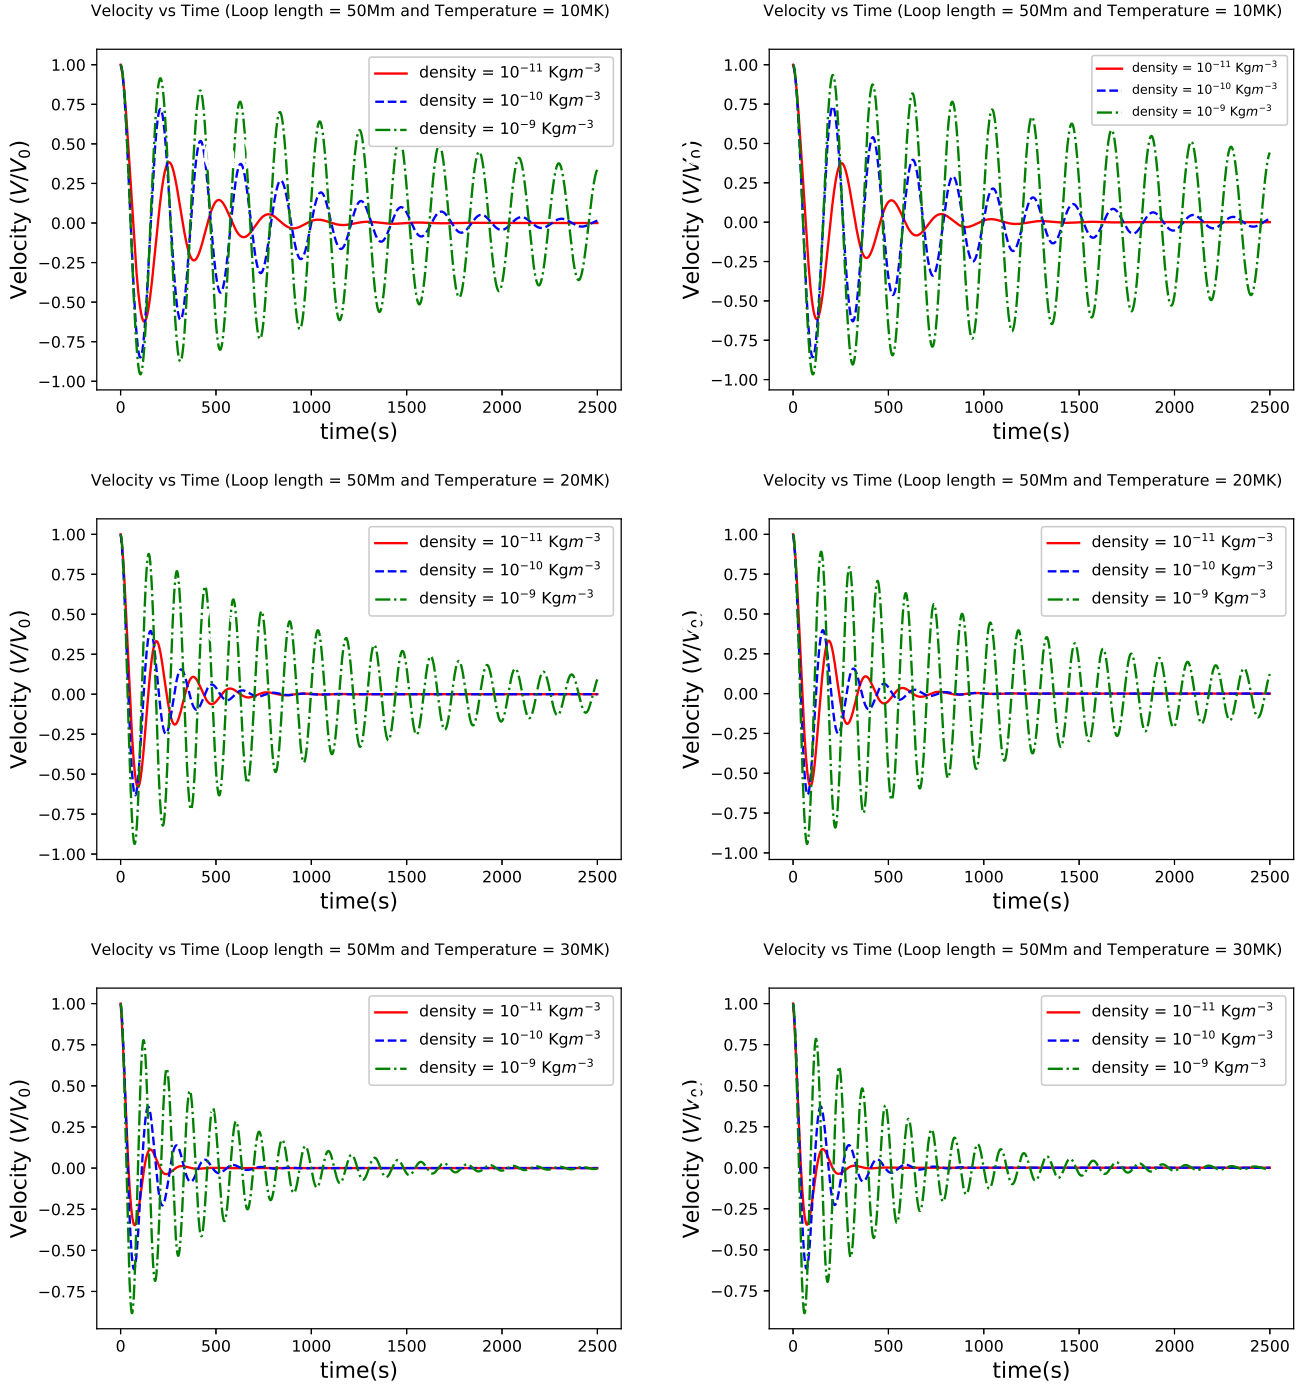 Velocity vs Time (Loop length = 50Mm and Temperature = 10MK)
Velocity (V/V₀)
1.00
0.75
0.50
0.25
0.00
−0.25
−0.50
−0.75
−1.00
density = 10⁻¹¹ Kgm⁻³
density = 10⁻¹⁰ Kgm⁻³
density = 10⁻⁹ Kgm⁻³
0 500 1000 1500 2000 2500
time(s)
Velocity vs Time (Loop length = 50Mm and Temperature = 10MK)
Velocity (V/V₀)
1.00
0.75
0.50
0.25
0.00
−0.25
−0.50
−0.75
−1.00
density = 10⁻¹¹ Kgm⁻³
density = 10⁻¹⁰ Kgm⁻³
density = 10⁻⁹ Kgm⁻³
0 500 1000 1500 2000 2500
time(s)
Velocity vs Time (Loop length = 50Mm and Temperature = 20MK)
Velocity (V/V₀)
1.00
0.75
0.50
0.25
0.00
−0.25
−0.50
−0.75
−1.00
density = 10⁻¹¹ Kgm⁻³
density = 10⁻¹⁰ Kgm⁻³
density = 10⁻⁹ Kgm⁻³
0 500 1000 1500 2000 2500
time(s)
Velocity vs Time (Loop length = 50Mm and Temperature = 20MK)
Velocity (V/V₀)
1.00
0.75
0.50
0.25
0.00
−0.25
−0.50
−0.75
−1.00
density = 10⁻¹¹ Kgm⁻³
density = 10⁻¹⁰ Kgm⁻³
density = 10⁻⁹ Kgm⁻³
0 500 1000 1500 2000 2500
time(s)
Velocity vs Time (Loop length = 50Mm and Temperature = 30MK)
Velocity (V/V₀)
1.00
0.75
0.50
0.25
0.00
−0.25
−0.50
−0.75
density = 10⁻¹¹ Kgm⁻³
density = 10⁻¹⁰ Kgm⁻³
density = 10⁻⁹ Kgm⁻³
0 500 1000 1500 2000 2500
time(s)
Velocity vs Time (Loop length = 50Mm and Temperature = 30MK)
Velocity (V/V₀)
1.00
0.75
0.50
0.25
0.00
−0.25
−0.50
−0.75
density = 10⁻¹¹ Kgm⁻³
density = 10⁻¹⁰ Kgm⁻³
density = 10⁻⁹ Kgm⁻³
0 500 1000 1500 2000 2500
time(s)